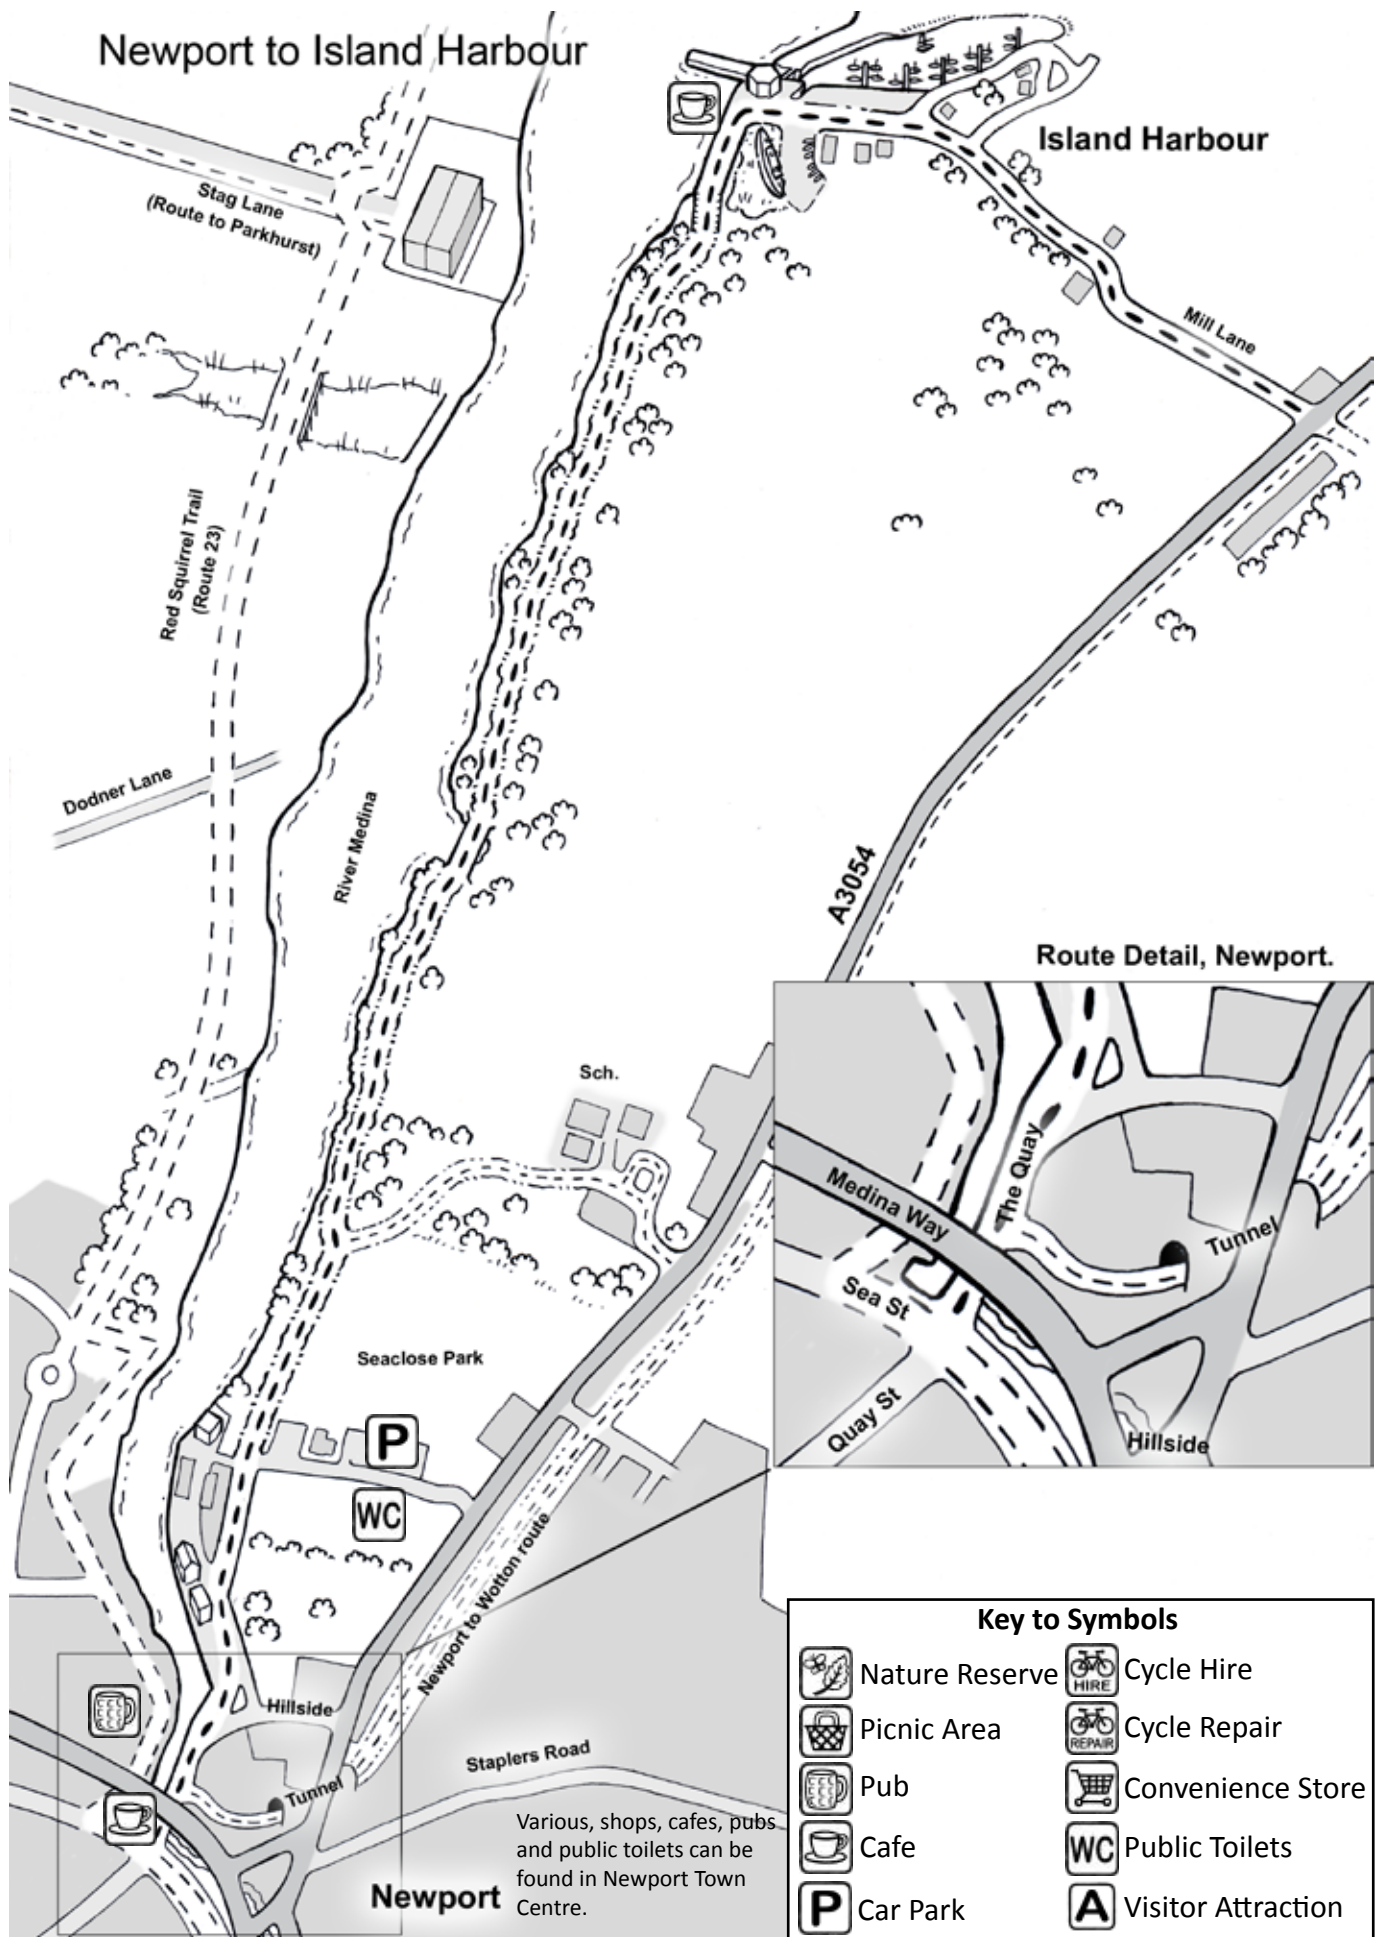 Newport to Island Harbour
Island Harbour
Stag Lane
(Route to Parkhurst)
Mill Lane
Red Squirrel Trail
(Route 23)
Dodner Lane
River Medina
A3054
Route Detail, Newport.
Sch.
The Quay
Medina Way
Tunnel
Sea St
Quay St
Hillside
Seaclose Park
P
WC
Newport to Wotton route
Hillside
Staplers Road
Tunnel
Newport
Various, shops, cafes, pubs
and public toilets can be
found in Newport Town
Centre.
Key to Symbols
Nature Reserve
HIRE
Cycle Hire
Picnic Area
REPAIR
Cycle Repair
Pub
Convenience Store
Cafe
WC
Public Toilets
P
Car Park
A
Visitor Attraction